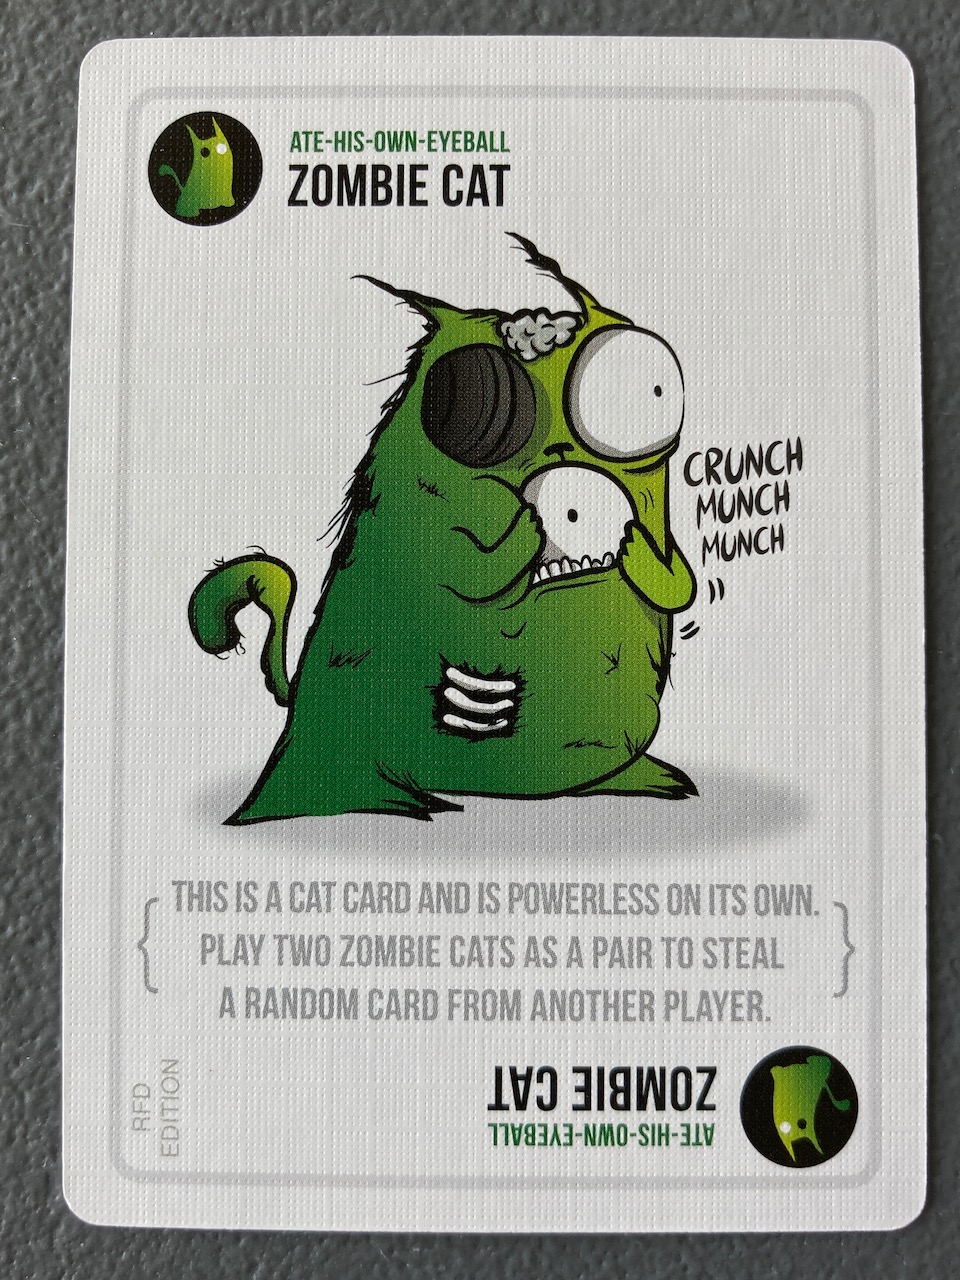 ATE-HIS-OWN-EYEBALL
ZOMBIE CAT
CRUNCH
MUNCH
MUNCH
THIS IS A CAT CARD AND IS POWERLESS ON ITS OWN.
PLAY TWO ZOMBIE CATS AS A PAIR TO STEAL
A RANDOM CARD FROM ANOTHER PLAYER.
RFD
EDITION
ATE-HIS-OWN-EYEBALL
ZOMBIE CAT